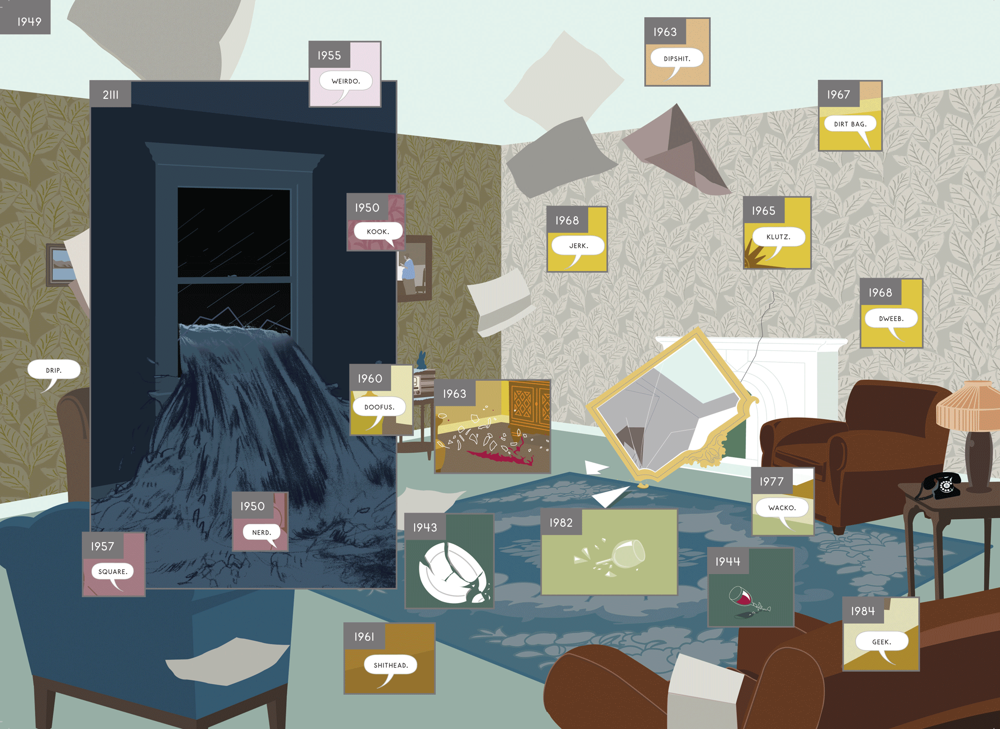 1949
1955
WEIRDO.
2111
1963
DIPSHIT.
1967
DIRT BAG.
1950
KOOK.
1968
JERK.
1965
KLUTZ.
1968
DWEEB.
DRIP.
1960
DOOFUS.
1963
1977
WACKO.
1950
NERD.
1957
SQUARE.
1943
1982
1944
1984
GEEK.
1961
SHITHEAD.